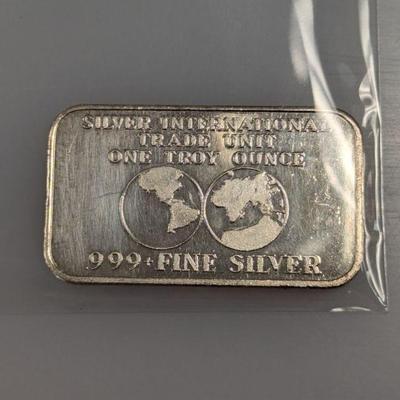 SILVER INTERNATIONAL
TRADE UNIT
ONE TROY OUNCE
999+ FINE SILVER